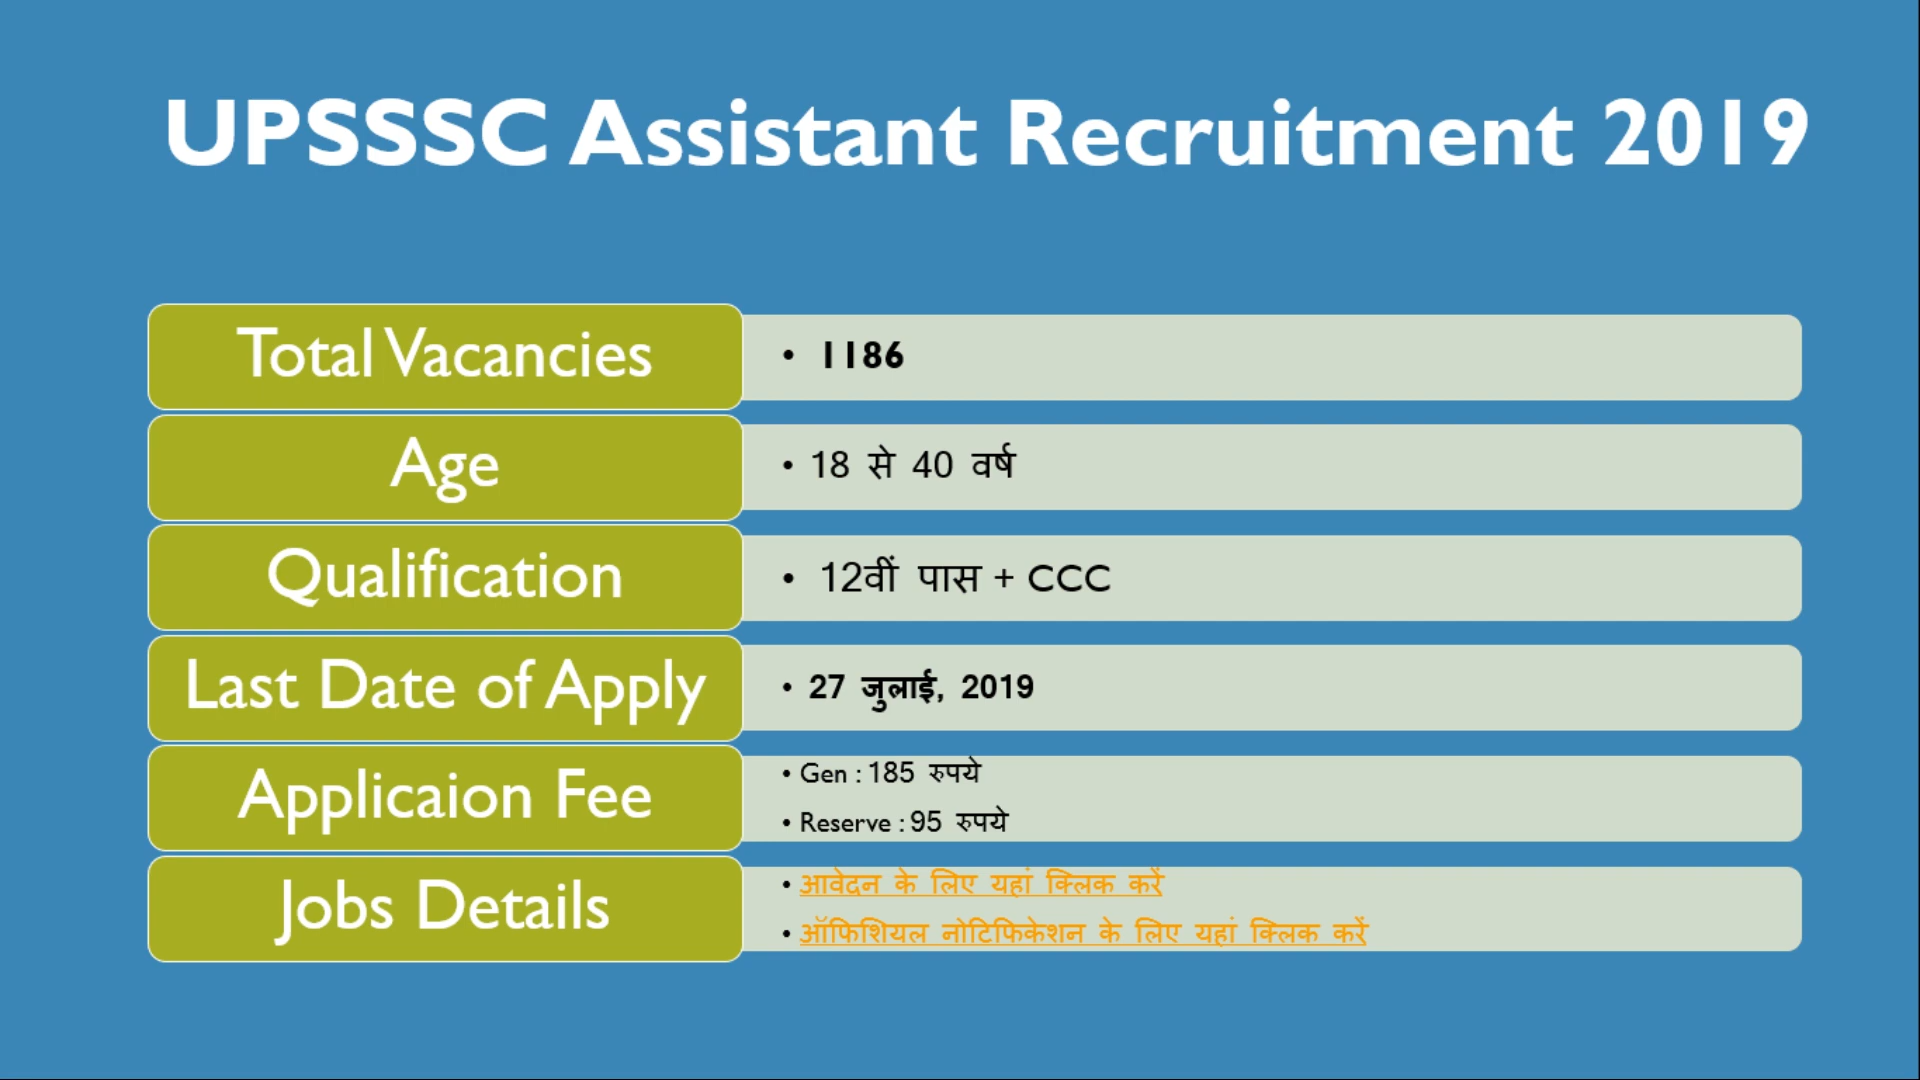 UPSSSC Assistant Recruitment 2019
Total Vacancies
• 1186
Age
• 18 से 40 वर्ष
Qualification
• 12वीं पास + CCC
Last Date of Apply
• 27 जुलाई, 2019
Applicaion Fee
• Gen : 185 रुपये
• Reserve : 95 रुपये
Jobs Details
• आवेदन के लिए यहां क्लिक करें
• ऑफिशियल नोटिफिकेशन के लिए यहां क्लिक करें